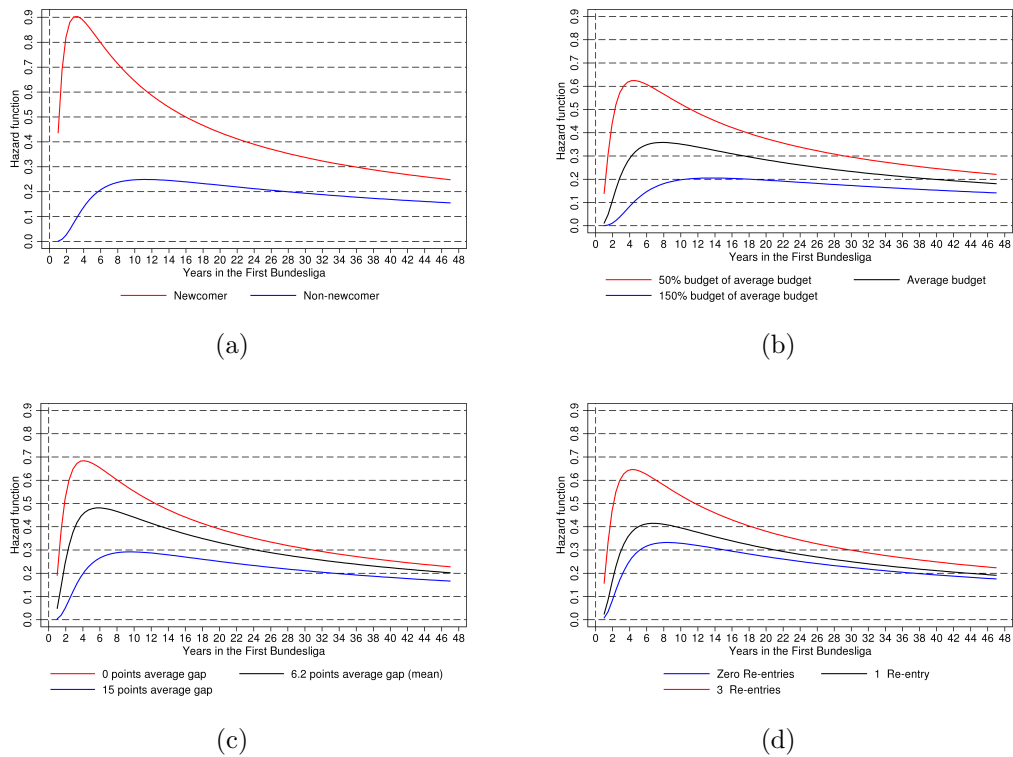 Hazard function
0.0 0.1 0.2 0.3 0.4 0.5 0.6 0.7 0.8 0.9
0 2 4 6 8 10 12 14 16 18 20 22 24 26 28 30 32 34 36 38 40 42 44 46 48
Years in the First Bundesliga
Newcomer Non-newcomer
(a)
Hazard function
0.0 0.1 0.2 0.3 0.4 0.5 0.6 0.7 0.8 0.9
0 2 4 6 8 10 12 14 16 18 20 22 24 26 28 30 32 34 36 38 40 42 44 46 48
Years in the First Bundesliga
50% budget of average budget Average budget
150% budget of average budget
(b)
Hazard function
0.0 0.1 0.2 0.3 0.4 0.5 0.6 0.7 0.8 0.9
0 2 4 6 8 10 12 14 16 18 20 22 24 26 28 30 32 34 36 38 40 42 44 46 48
Years in the First Bundesliga
0 points average gap 6.2 points average gap (mean)
15 points average gap
(c)
Hazard function
0.0 0.1 0.2 0.3 0.4 0.5 0.6 0.7 0.8 0.9
0 2 4 6 8 10 12 14 16 18 20 22 24 26 28 30 32 34 36 38 40 42 44 46 48
Years in the First Bundesliga
Zero Re-entries 1 Re-entry
3 Re-entries
(d)